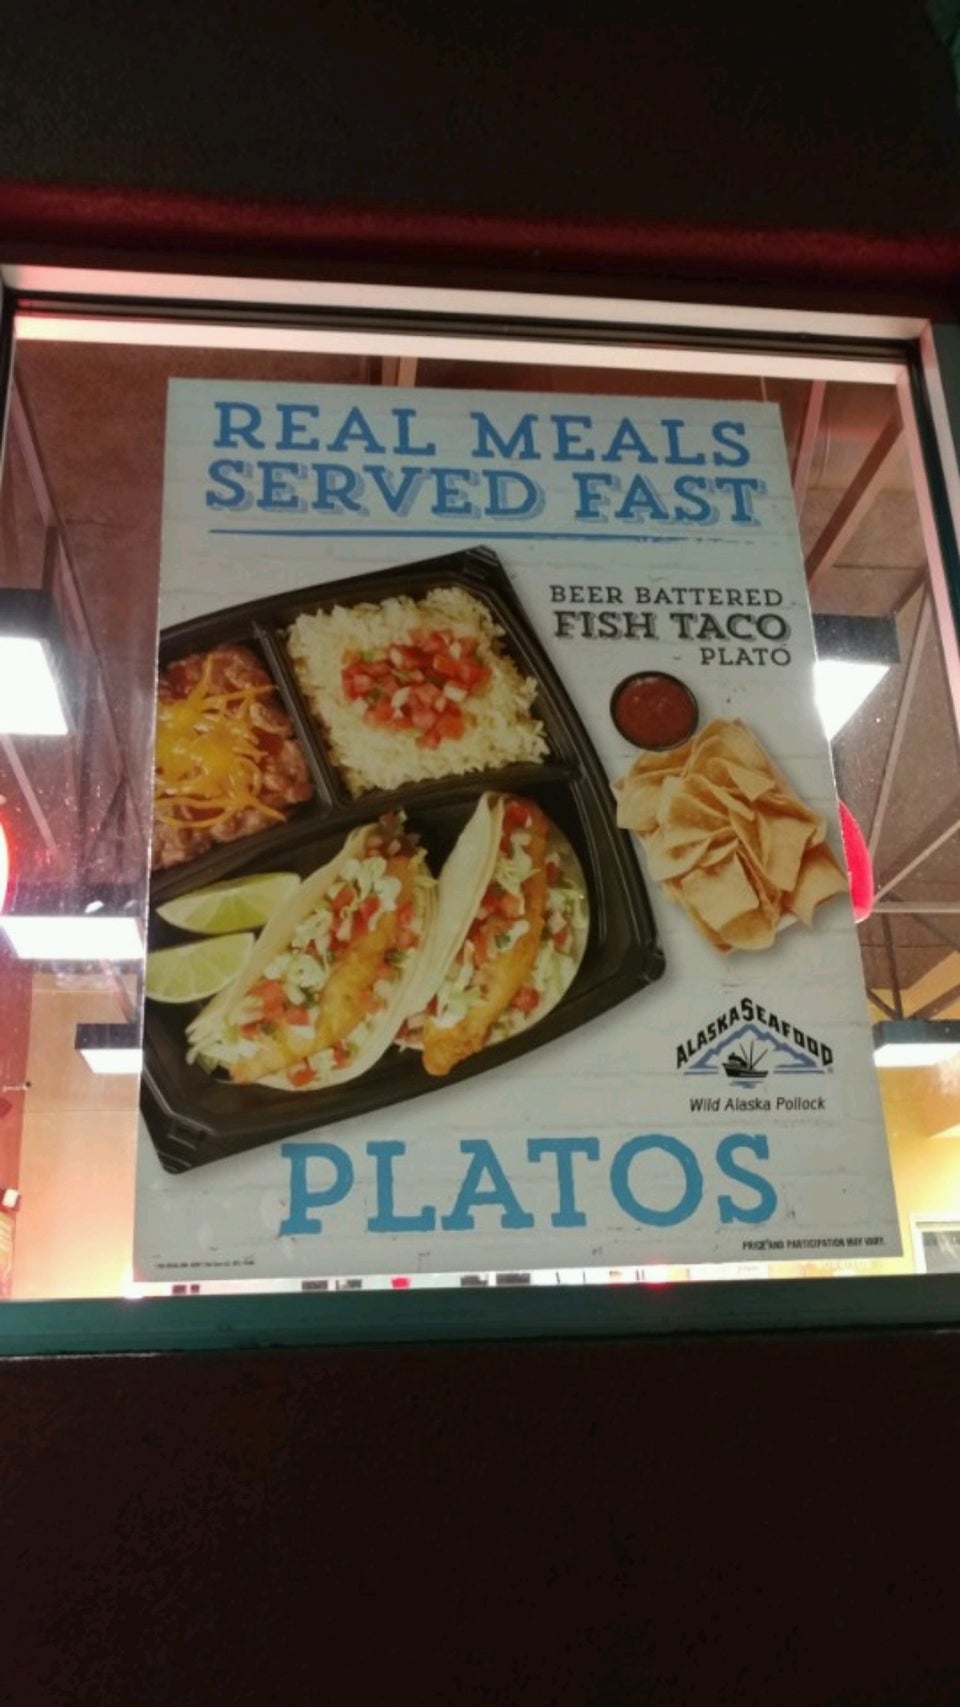 REAL MEALS
SERVED FAST
BEER BATTERED
FISH TACO
PLATO
ALASKA SEAFOOD
Wild Alaska Pollock
PLATOS
PRICE AND PARTICIPATION MAY VARY.